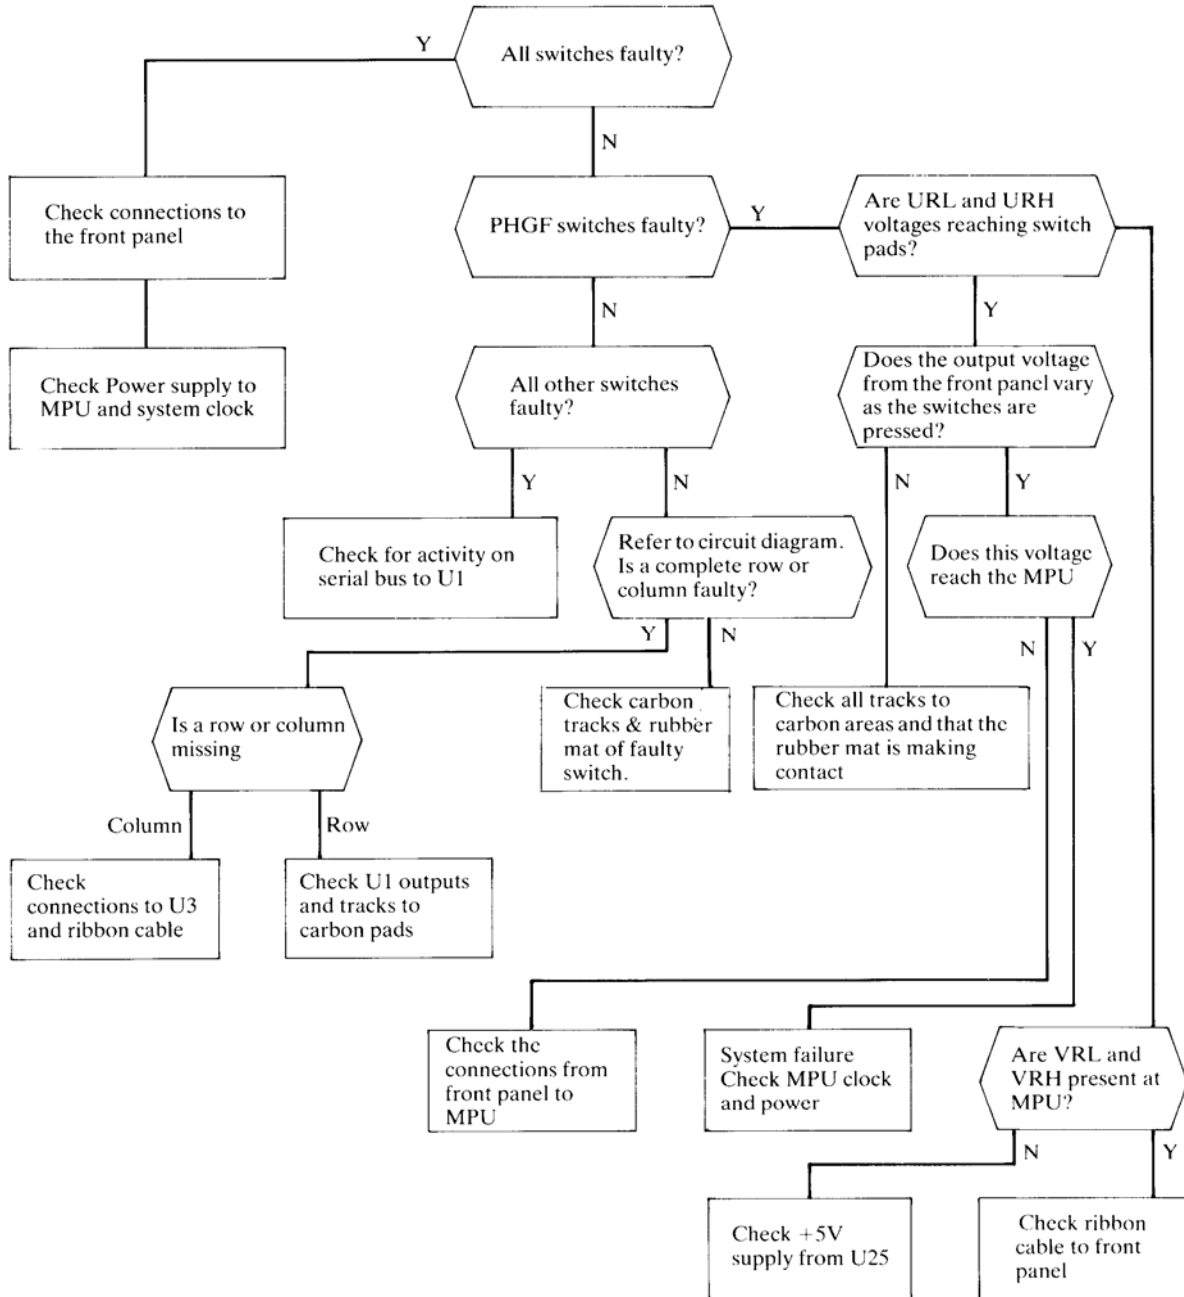 All switches faulty?
Y
N
Check connections to
the front panel
PHGF switches faulty?
Y
Are URL and URH
voltages reaching switch
pads?
N
Y
Check Power supply to
MPU and system clock
All other switches
faulty?
Does the output voltage
from the front panel vary
as the switches are
pressed?
Y
N
N
Y
Check for activity on
serial bus to U1
Refer to circuit diagram.
Is a complete row or
column faulty?
Does this voltage
reach the MPU
Y
N
N
Y
Is a row or column
missing
Check carbon
tracks & rubber
mat of faulty
switch.
Check all tracks to
carbon areas and that the
rubber mat is making
contact
Column
Row
Check
connections to U3
and ribbon cable
Check U1 outputs
and tracks to
carbon pads
Check the
connections from
front panel to
MPU
System failure
Check MPU clock
and power
Are VRL and
VRH present at
MPU?
N
Y
Check +5V
supply from U25
Check ribbon
cable to front
panel